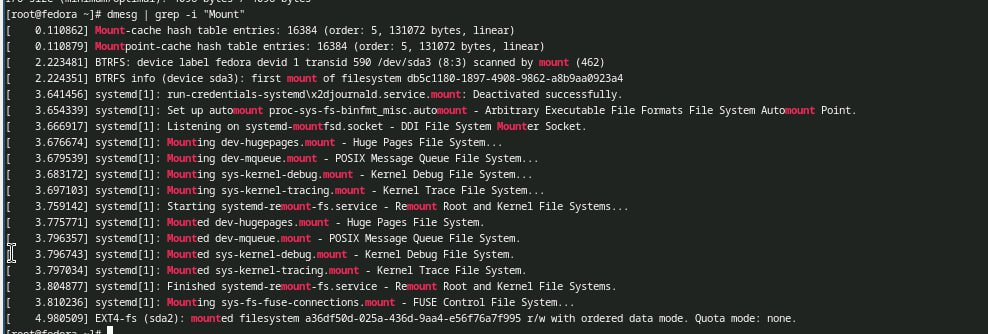 [root@fedora ~]# dmesg | grep -i "Mount"
[    0.110862] Mount-cache hash table entries: 16384 (order: 5, 131072 bytes, linear)
[    0.110879] Mountpoint-cache hash table entries: 16384 (order: 5, 131072 bytes, linear)
[    2.223481] BTRFS: device label fedora devid 1 transid 590 /dev/sda3 (8:3) scanned by mount (462)
[    2.224351] BTRFS info (device sda3): first mount of filesystem db5c1180-1897-4908-9862-a8b9aa0923a4
[    3.641456] systemd[1]: run-credentials-systemd\x2djournald.service.mount: Deactivated successfully.
[    3.654339] systemd[1]: Set up automount proc-sys-fs-binfmt_misc.automount - Arbitrary Executable File Formats File System Automount Point.
[    3.666917] systemd[1]: Listening on systemd-mountfsd.socket - DDI File System Mounter Socket.
[    3.676674] systemd[1]: Mounting dev-hugepages.mount - Huge Pages File System...
[    3.679539] systemd[1]: Mounting dev-mqueue.mount - POSIX Message Queue File System...
[    3.683172] systemd[1]: Mounting sys-kernel-debug.mount - Kernel Debug File System...
[    3.697103] systemd[1]: Mounting sys-kernel-tracing.mount - Kernel Trace File System...
[    3.759142] systemd[1]: Starting systemd-remount-fs.service - Remount Root and Kernel File Systems...
[    3.775771] systemd[1]: Mounted dev-hugepages.mount - Huge Pages File System.
[    3.796357] systemd[1]: Mounted dev-mqueue.mount - POSIX Message Queue File System.
[    3.796743] systemd[1]: Mounted sys-kernel-debug.mount - Kernel Debug File System.
[    3.797034] systemd[1]: Mounted sys-kernel-tracing.mount - Kernel Trace File System.
[    3.804877] systemd[1]: Finished systemd-remount-fs.service - Remount Root and Kernel File Systems.
[    3.810236] systemd[1]: Mounting sys-fs-fuse-connections.mount - FUSE Control File System...
[    4.980509] EXT4-fs (sda2): mounted filesystem a36df50d-025a-436d-9aa4-e56f76a7f995 r/w with ordered data mode. Quota mode: none.
[root@fedora ~]#